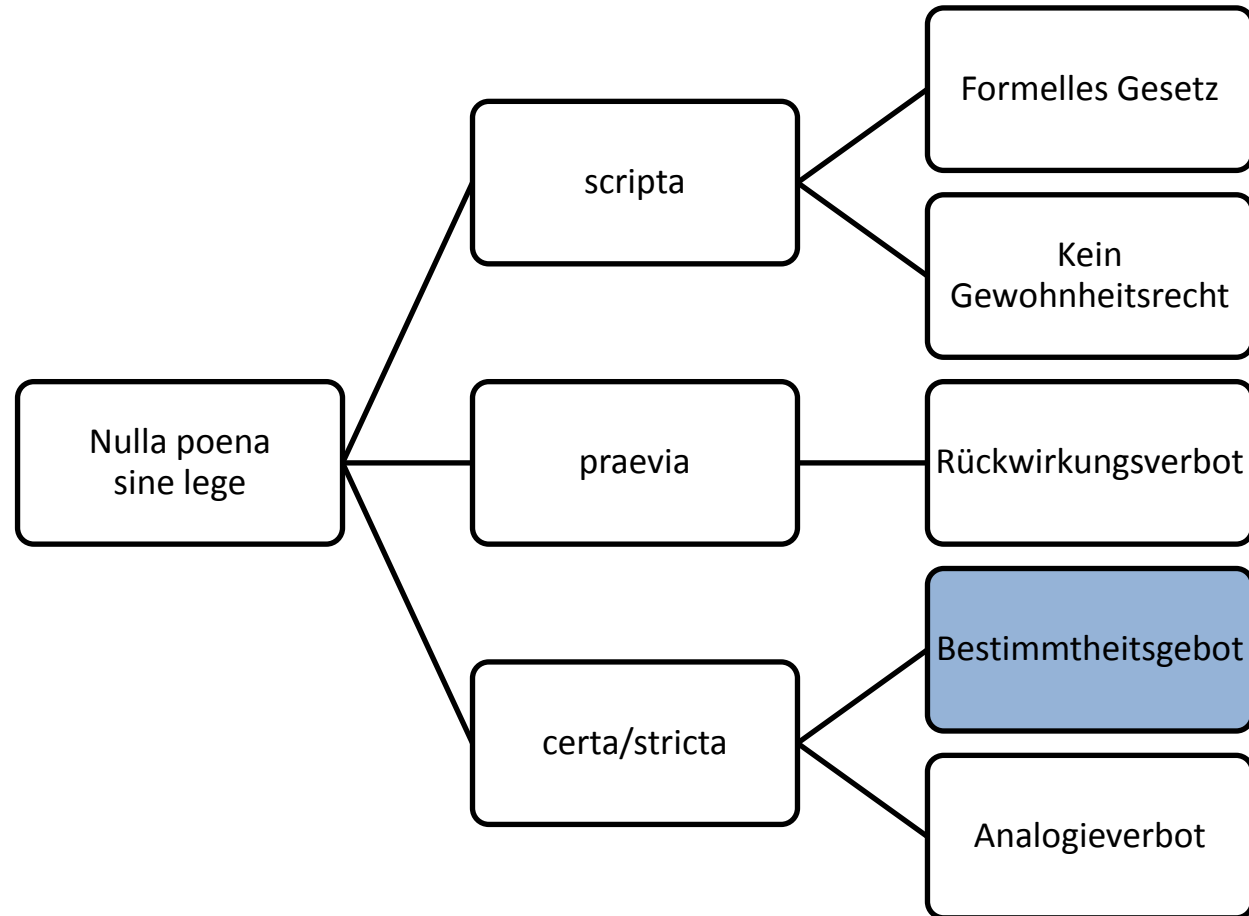 Nulla poena
sine lege
scripta
Formelles Gesetz
Kein
Gewohnheitsrecht
praevia
Rückwirkungsverbot
certa/stricta
Bestimmtheitsgebot
Analogieverbot